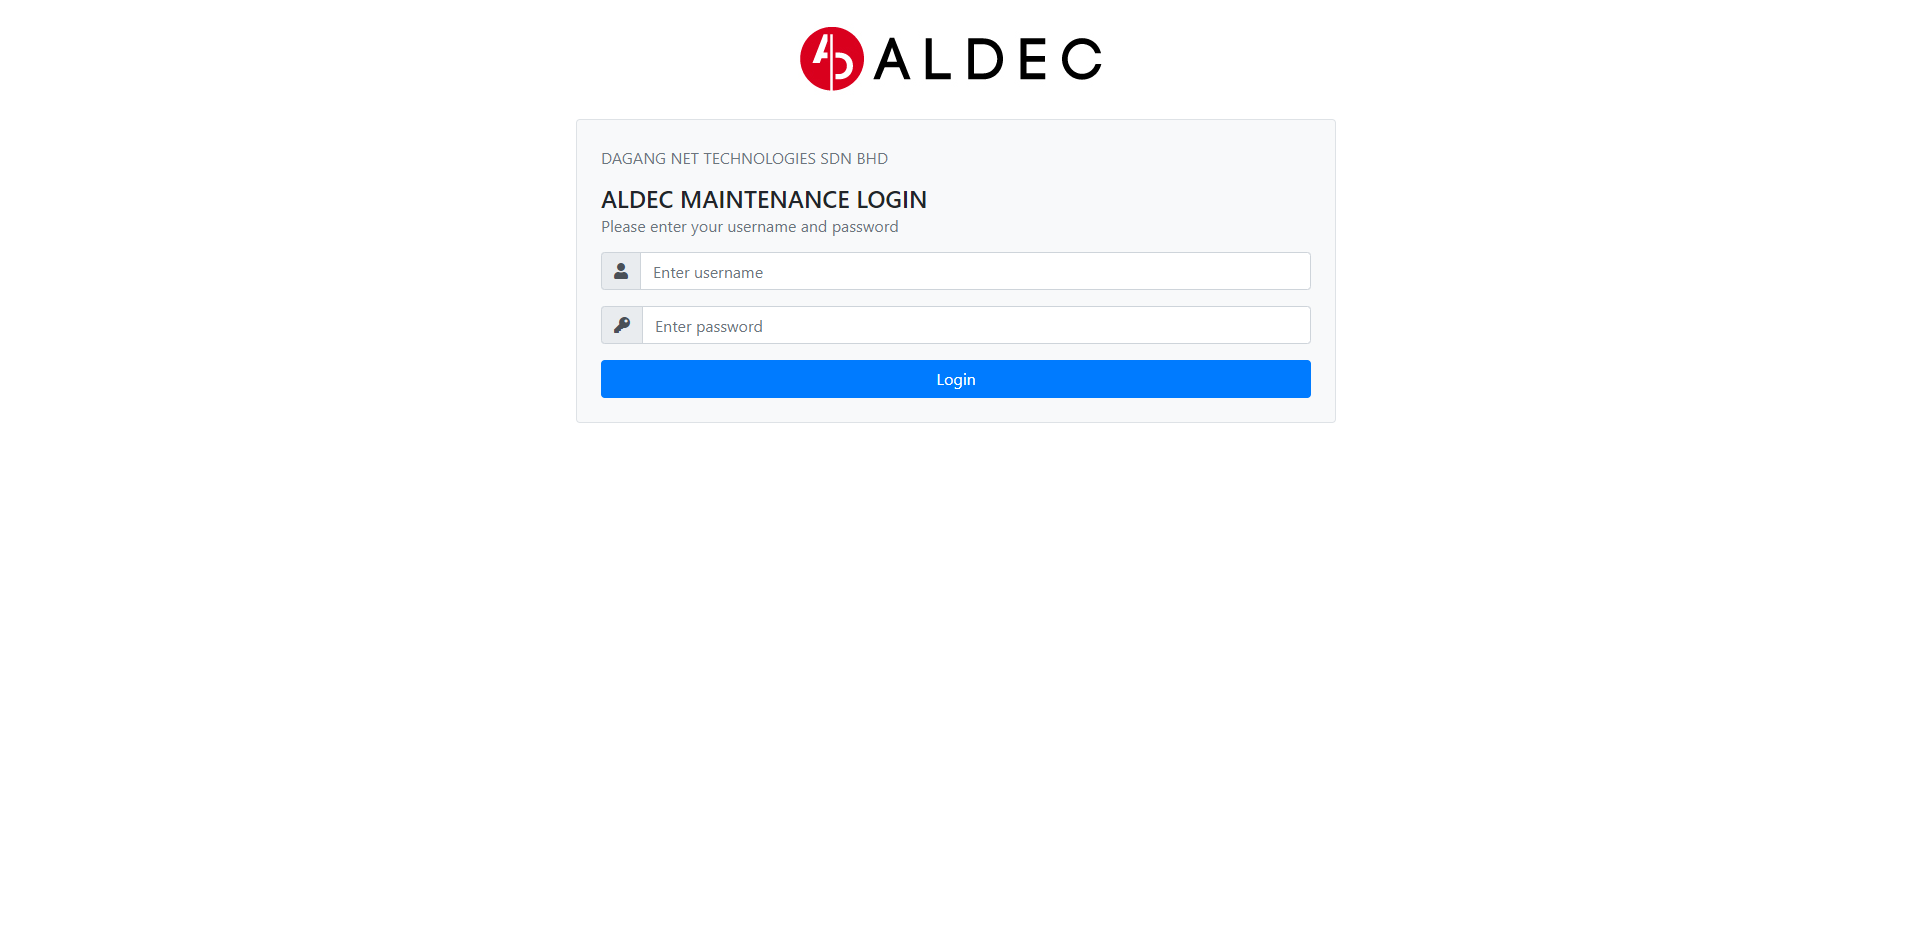 AD ALDEC
DAGANG NET TECHNOLOGIES SDN BHD
ALDEC MAINTENANCE LOGIN
Please enter your username and password
Enter username
Enter password
Login